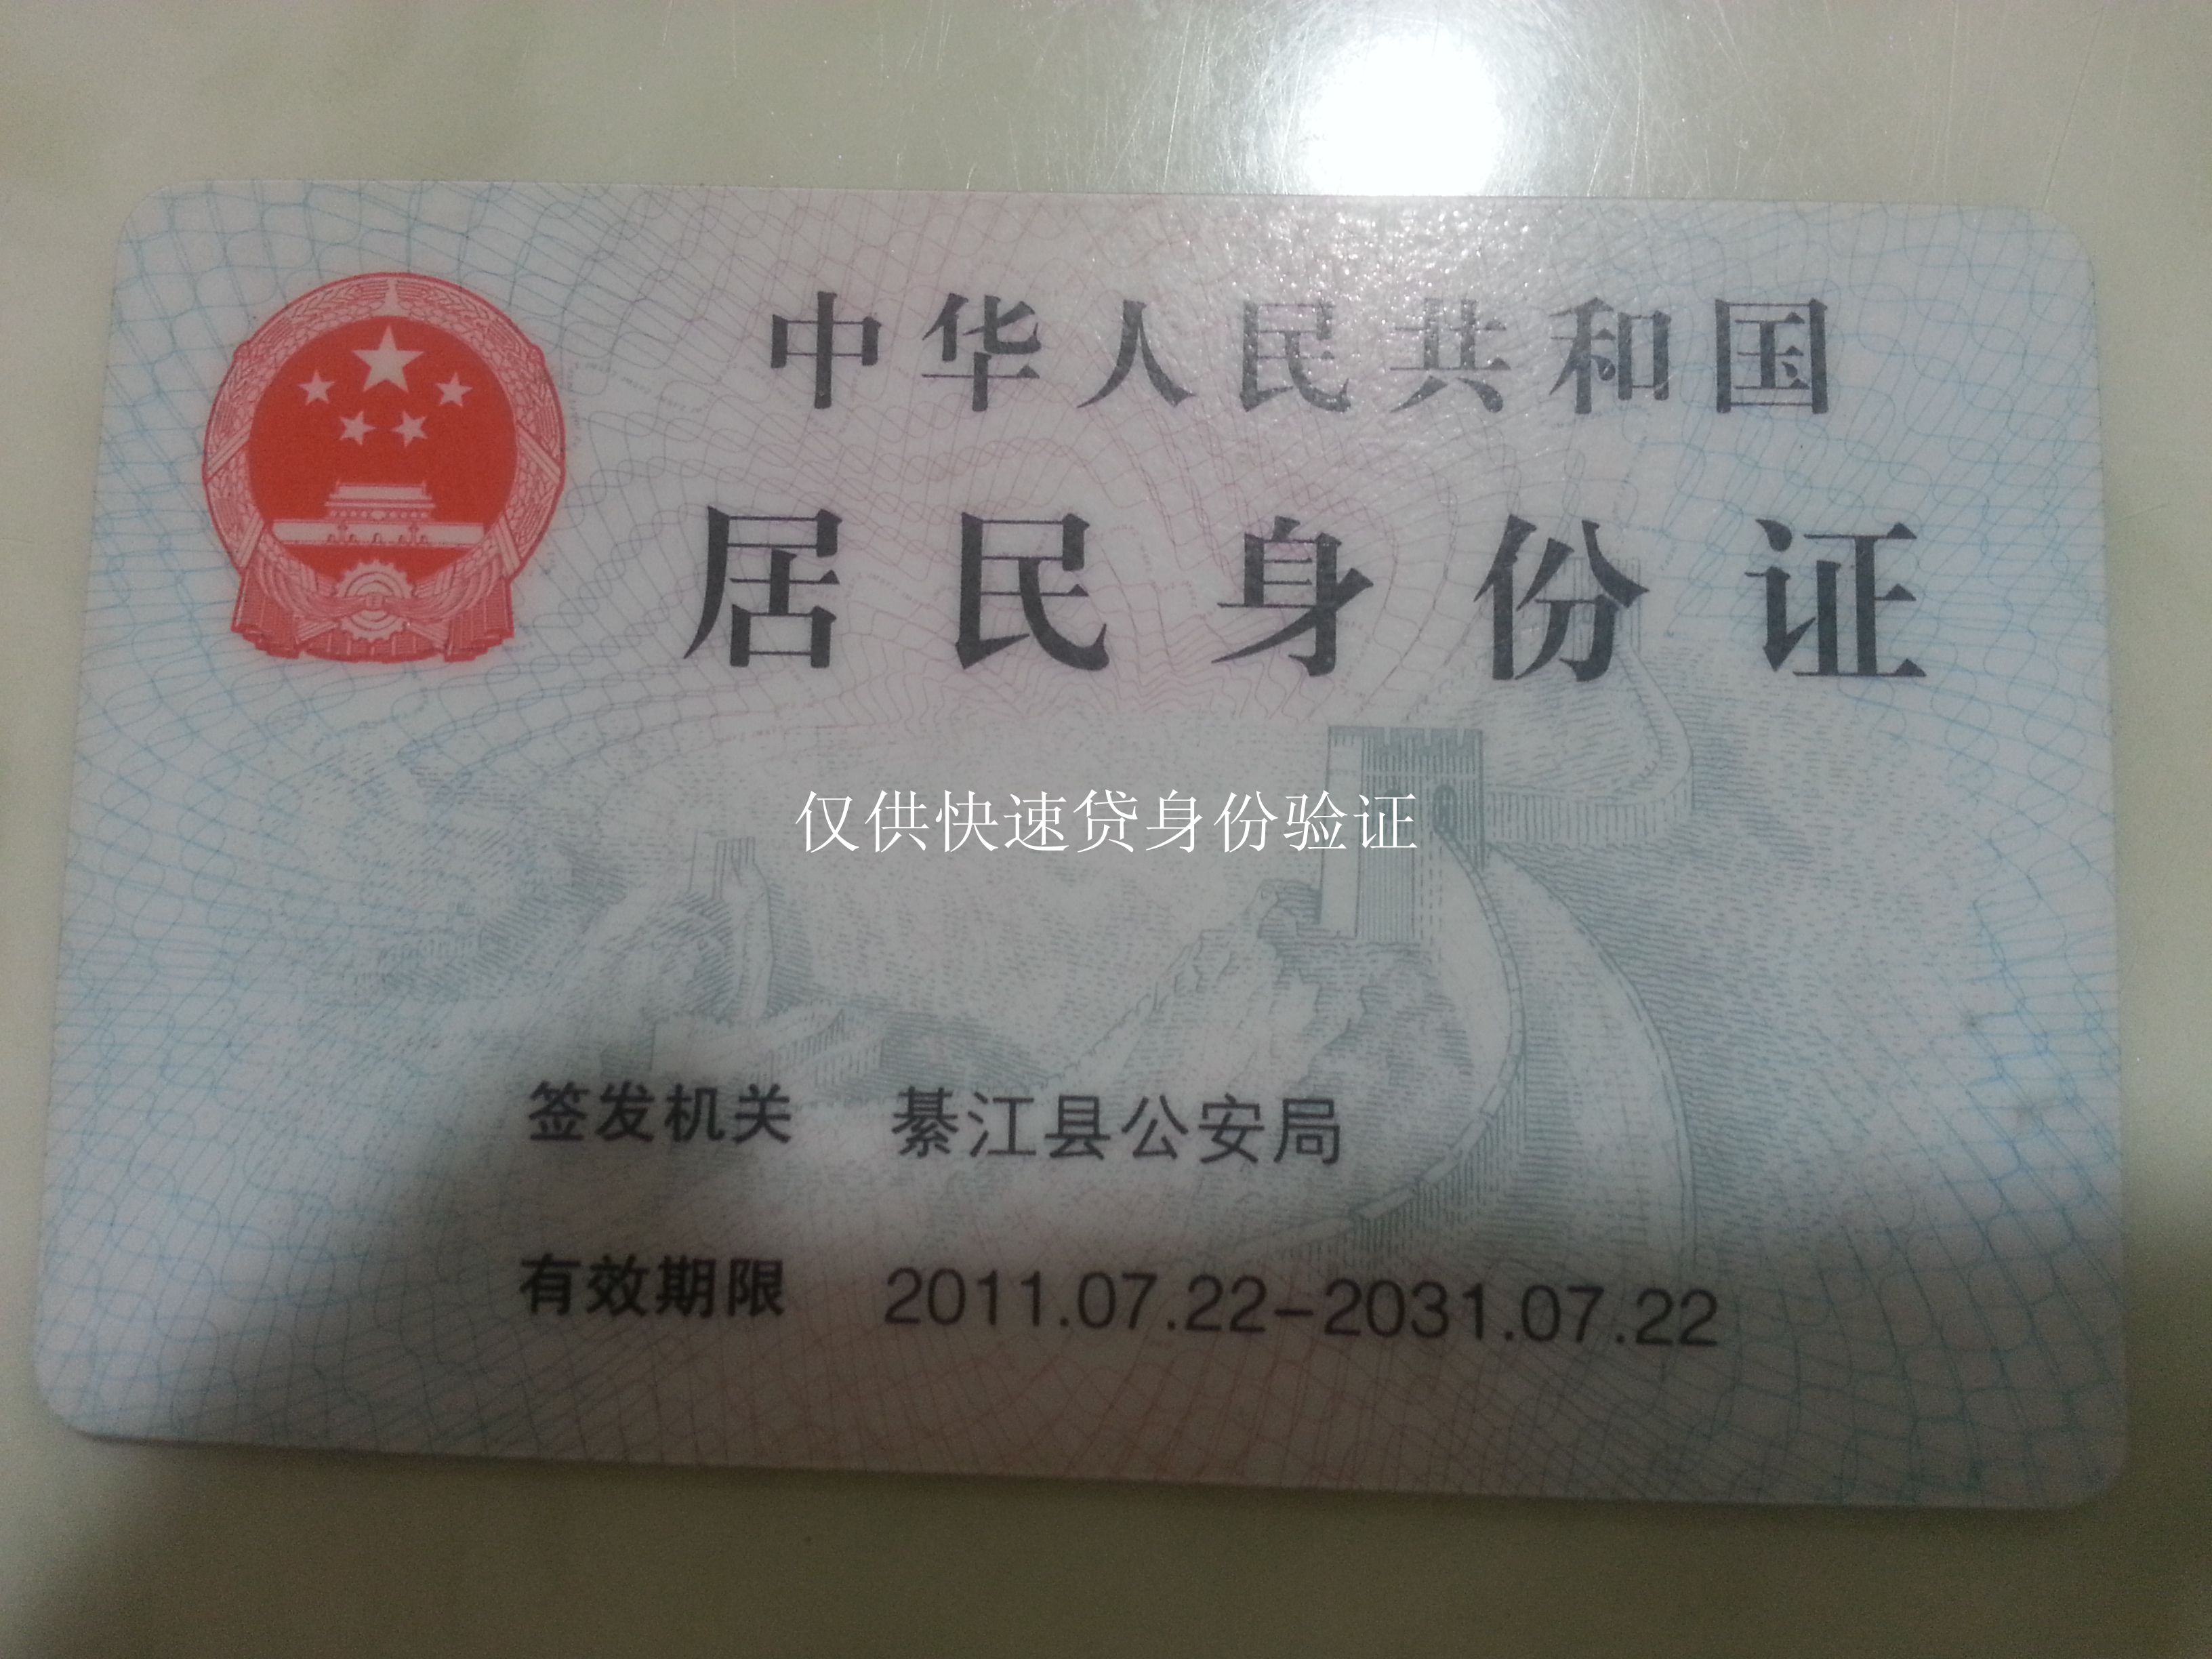 中华人民共和国
居民身份证
仅供快速贷身份验证
签发机关 綦江县公安局
有效期限 2011.07.22-2031.07.22